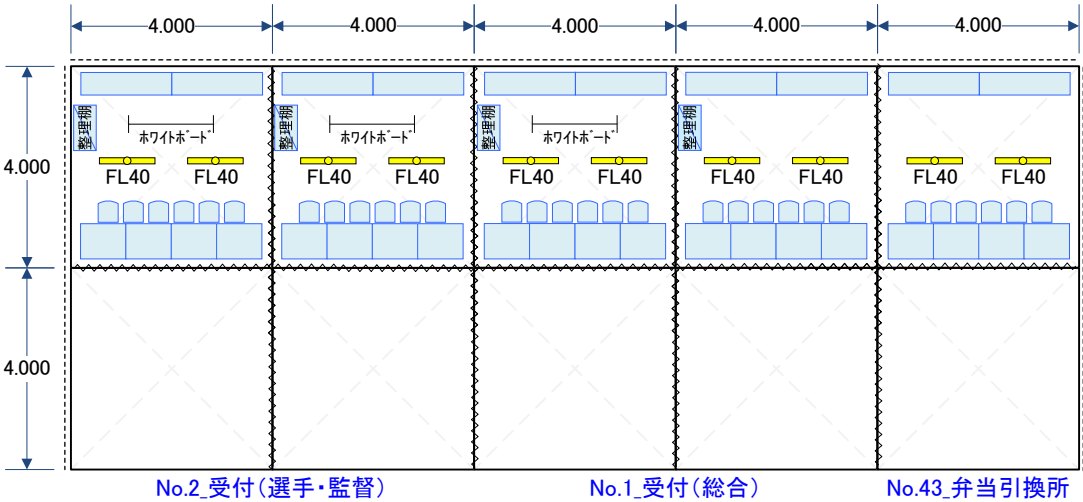 4.000 4.000 4.000 4.000 4.000
4.000
整理棚 整理棚 整理棚 整理棚
ﾎﾜｲﾄﾎﾞｰﾄﾞ ﾎﾜｲﾄﾎﾞｰﾄﾞ ﾎﾜｲﾄﾎﾞｰﾄﾞ
FL40 FL40 FL40 FL40 FL40 FL40 FL40 FL40 FL40 FL40
4.000
No.2_受付(選手・監督) No.1_受付(総合) No.43_弁当引換所